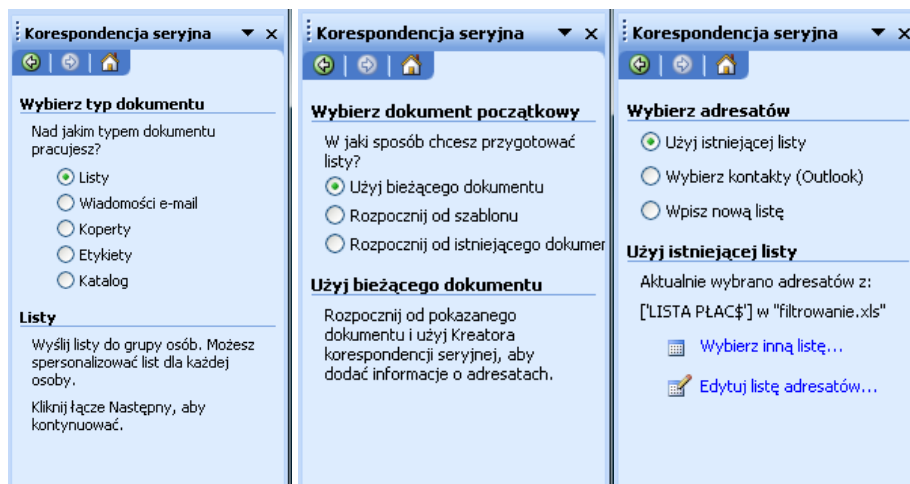 Korespondencja seryjna
Wybierz typ dokumentu
Nad jakim typem dokumentu
pracujesz?
Listy
Wiadomości e-mail
Koperty
Etykiety
Katalog
Listy
Wyślij listy do grupy osób. Możesz
spersonalizować list dla każdej
osoby.
Kliknij łącze Następny, aby
kontynuować.
Korespondencja seryjna
Wybierz dokument początkowy
W jaki sposób chcesz przygotować
listy?
Użyj bieżącego dokumentu
Rozpocznij od szablonu
Rozpocznij od istniejącego dokumer
Użyj bieżącego dokumentu
Rozpocznij od pokazanego
dokumentu i użyj Kreatora
korespondencji seryjnej, aby
dodać informacje o adresatach.
Korespondencja seryjna
Wybierz adresatów
Użyj istniejącej listy
Wybierz kontakty (Outlook)
Wpisz nową listę
Użyj istniejącej listy
Aktualnie wybrano adresatów z:
['LISTA PŁAC$'] w "filtrowanie.xls"
Wybierz inną listę...
Edytuj listę adresatów...